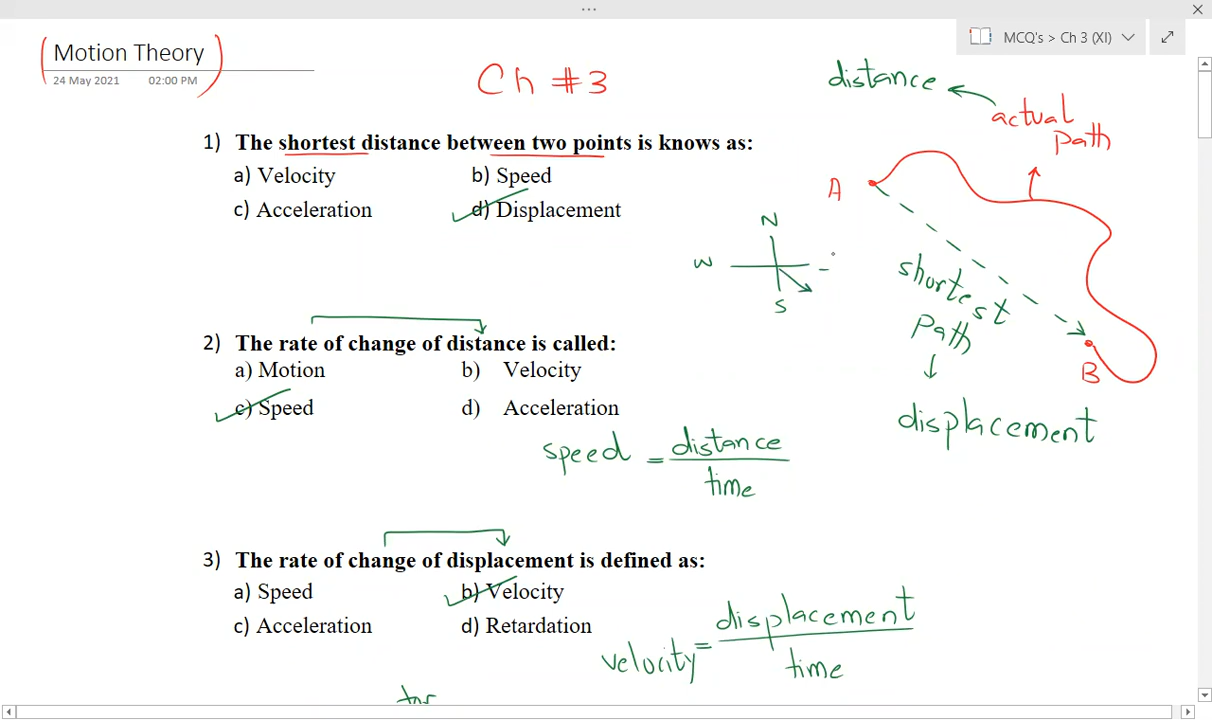 MCQ's > Ch 3 (XI)
Motion Theory
24 May 2021 02:00 PM
Ch #3
distance
actual
path
1) The shortest distance between two points is knows as:
a) Velocity b) Speed
c) Acceleration d) Displacement
A
N
W
S
shortest
path
B
displacement
2) The rate of change of distance is called:
a) Motion b) Velocity
c) Speed d) Acceleration
speed = distance
time
3) The rate of change of displacement is defined as:
a) Speed b) Velocity
c) Acceleration d) Retardation
velocity = displacement
time